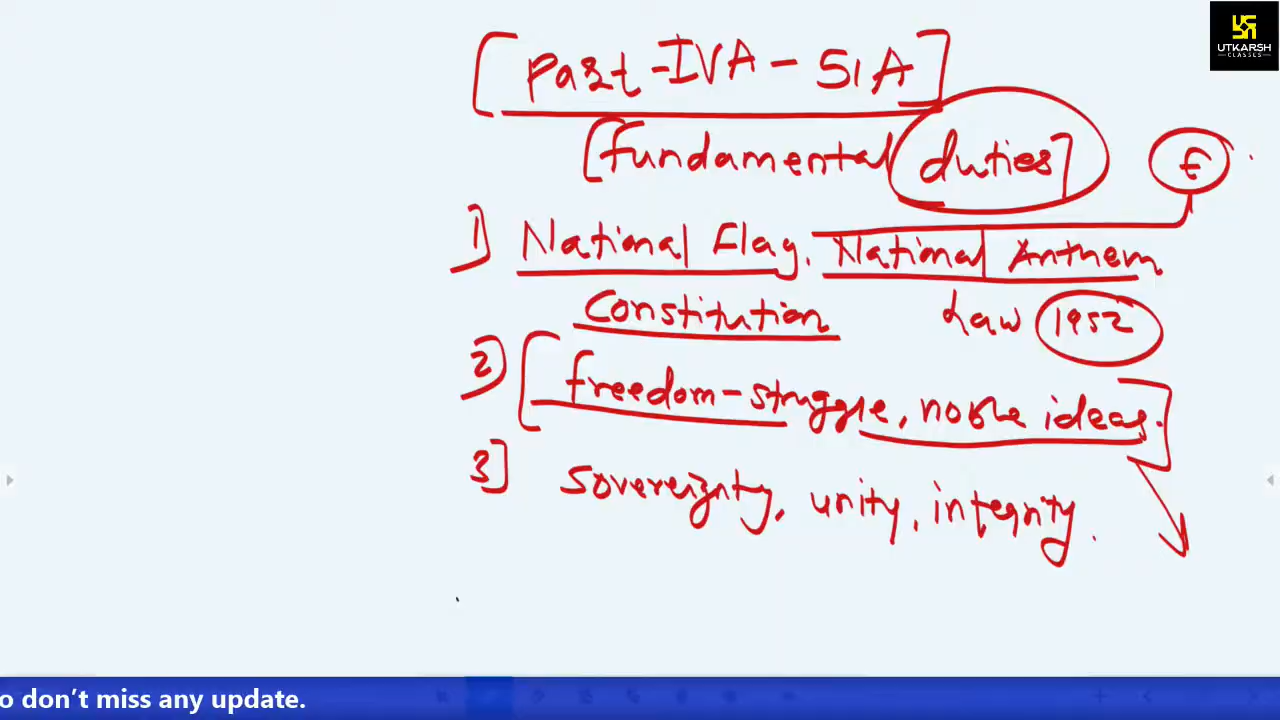 UTKARSH
CLASSES
[Part-IVA - 51A]
[fundamental duties]
E
1) National Flag, National Anthem
Constitution Law 1952
2) [freedom-struggle, noble ideas.]
3] sovereignty, unity, integrity.
o don't miss any update.